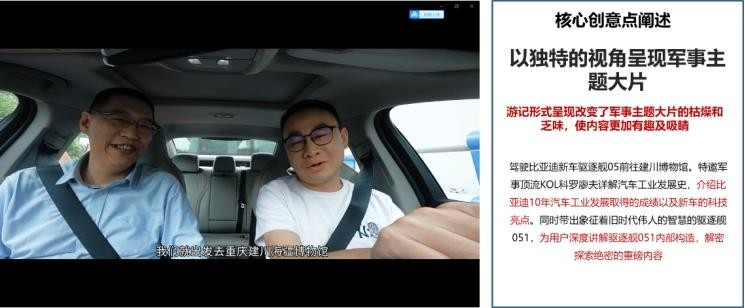 我们就出发去重庆建川海疆博物馆
核心创意点阐述
以独特的视角呈现军事主
题大片
游记形式呈现改变了军事主题大片的枯燥和
乏味，使内容更加有趣及吸睛
驾驶比亚迪新车驱逐舰05前往建川博物馆。特邀军
事顶流KOL科罗廖夫详解汽车工业发展史，介绍比
亚迪10年汽车工业发展取得的成绩以及新车的科技
亮点。同时带出象征着旧时代伟人的智慧的驱逐舰
051，为用户深度讲解驱逐舰051内部构造，解密
探索绝密的重磅内容